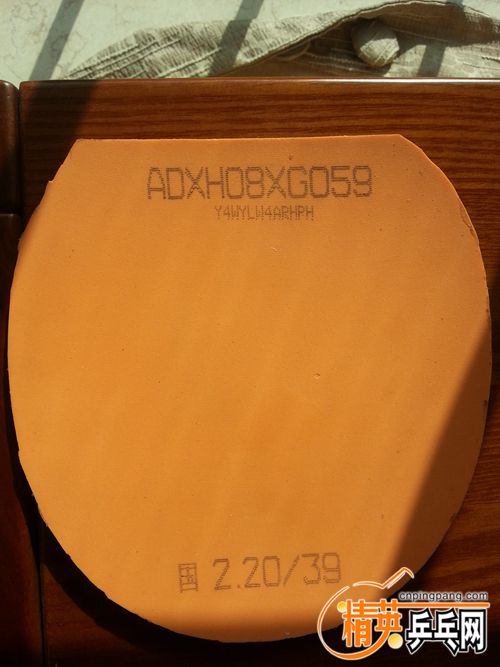 ADXH08XG059
Y4WYLW4ARHPH
国 2.20/39
cnpingpang.com
精英乒乓网